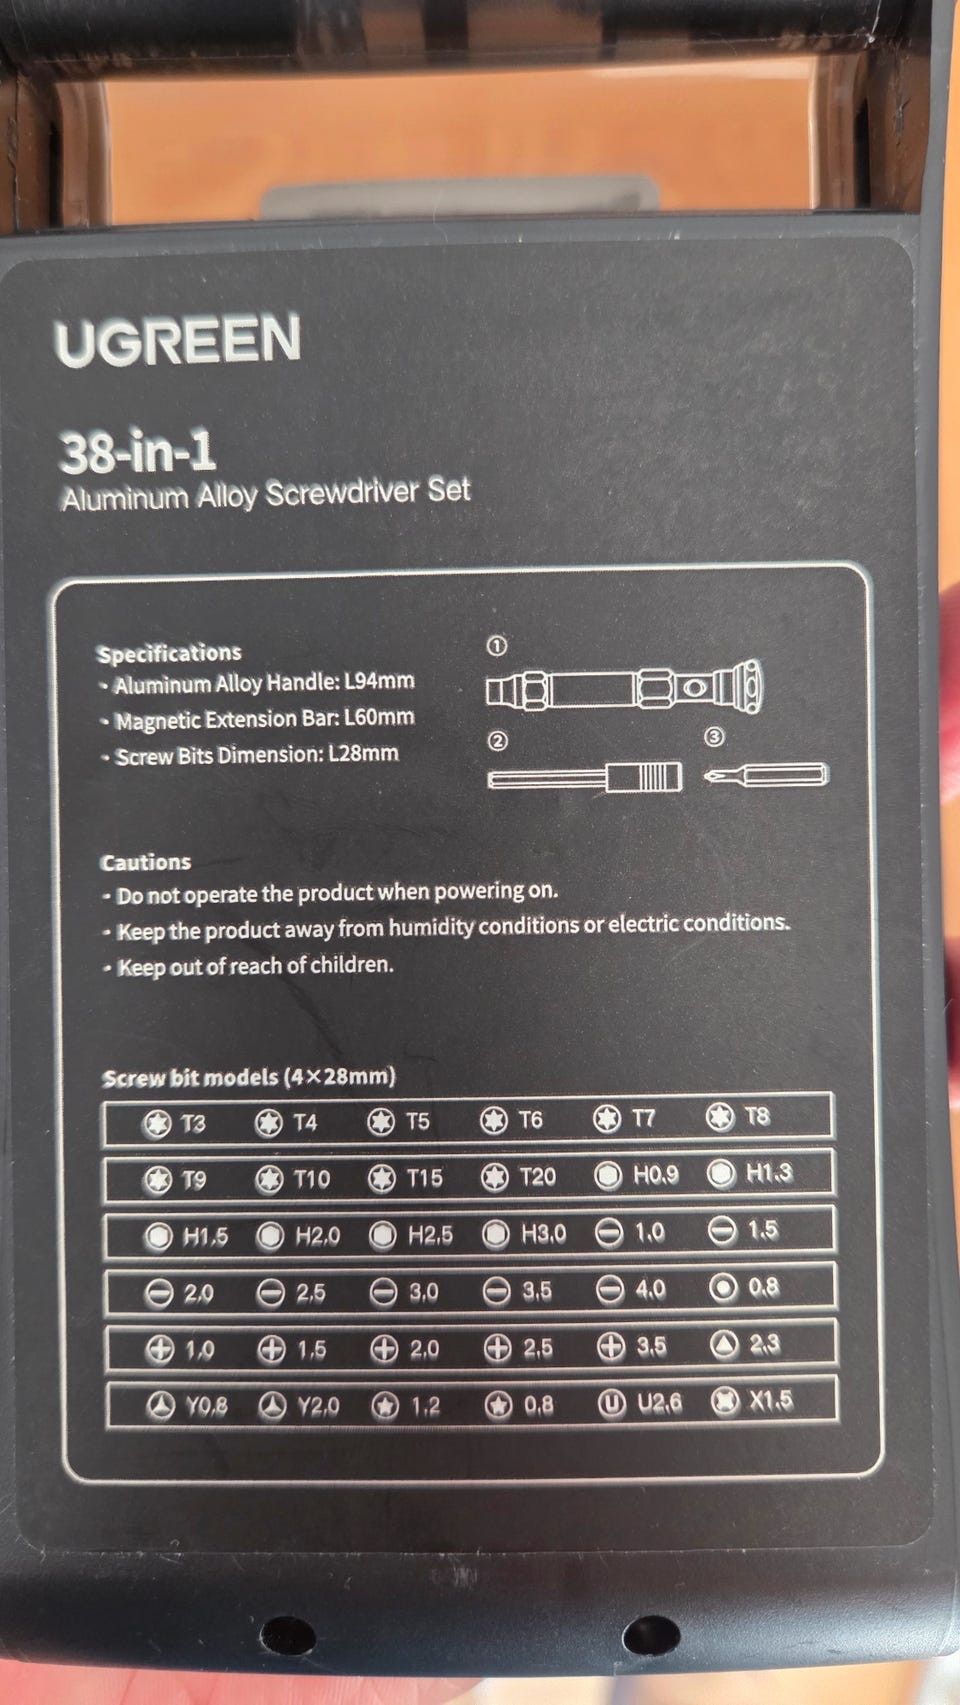 UGREEN
38-in-1
Aluminum Alloy Screwdriver Set
Specifications
· Aluminum Alloy Handle: L94mm
· Magnetic Extension Bar: L60mm
· Screw Bits Dimension: L28mm
①
②
③
Cautions
· Do not operate the product when powering on.
· Keep the product away from humidity conditions or electric conditions.
· Keep out of reach of children.
Screw bit models (4×28mm)
T3 T4 T5 T6 T7 T8
T9 T10 T15 T20 H0.9 H1.3
H1.5 H2.0 H2.5 H3.0 1.0 1.5
2.0 2.5 3.0 3.5 4.0 0.8
1.0 1.5 2.0 2.5 3.5 2.3
Y0.8 Y2.0 1.2 0.8 U U2.6 X1.5